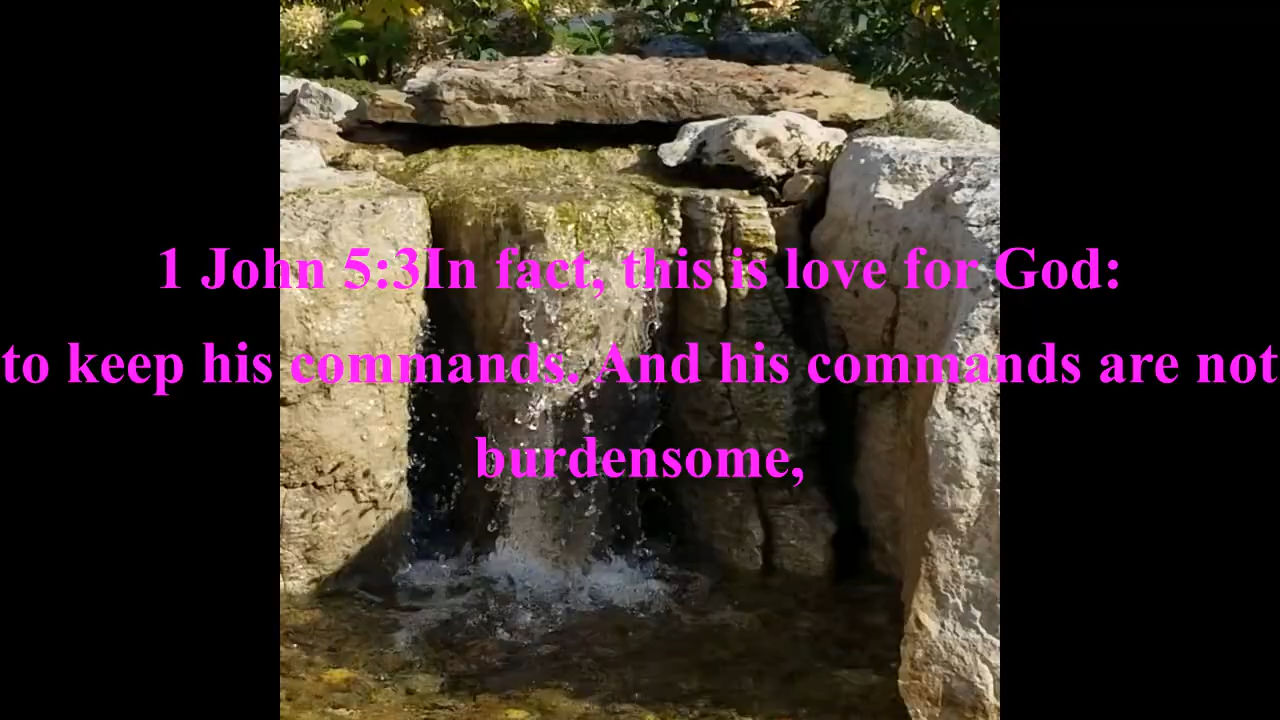 1 John 5:3In fact, this is love for God:
to keep his commands. And his commands are not
burdensome,